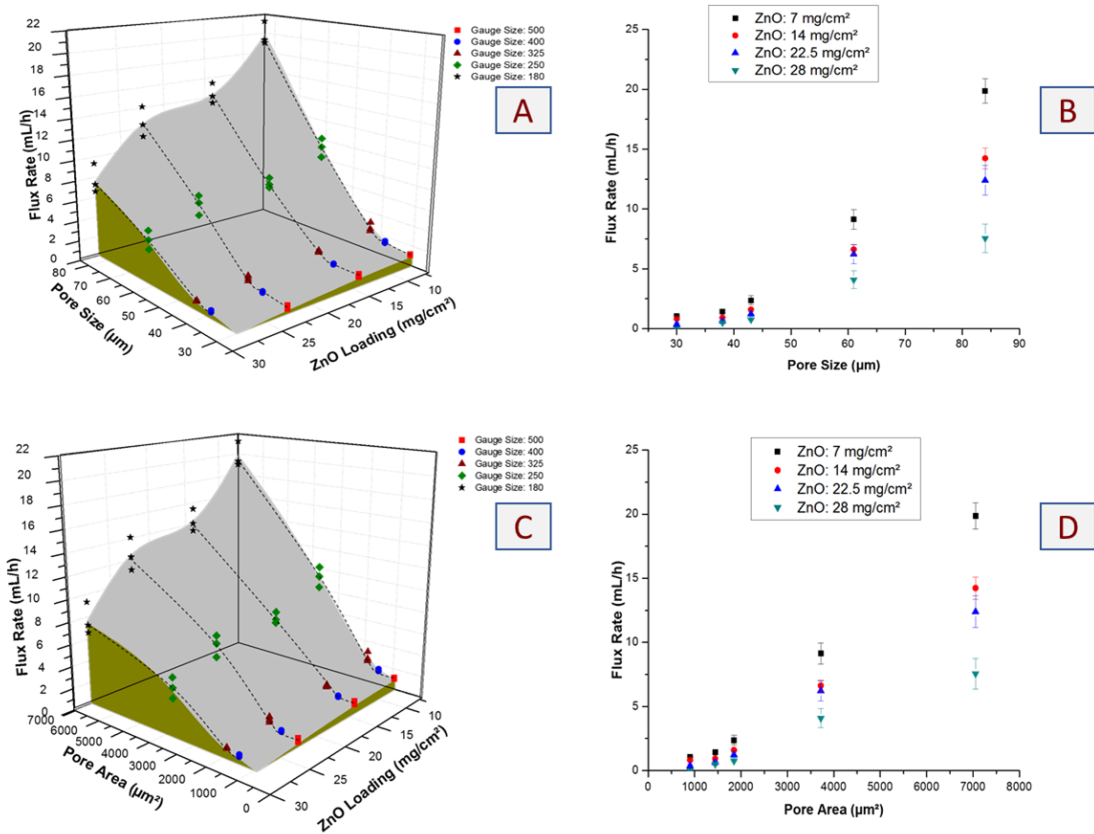 A
Gauge Size: 500
Gauge Size: 400
Gauge Size: 325
Gauge Size: 250
Gauge Size: 180
Flux Rate (mL/h)
0
2
4
6
8
10
12
14
16
18
20
22
Pore Size (µm)
80
70
60
50
40
30
ZnO Loading (mg/cm²)
30
25
20
15
10
B
ZnO: 7 mg/cm²
ZnO: 14 mg/cm²
ZnO: 22.5 mg/cm²
ZnO: 28 mg/cm²
Flux Rate (mL/h)
25
20
15
10
5
0
30 40 50 60 70 80 90
Pore Size (µm)
C
Gauge Size: 500
Gauge Size: 400
Gauge Size: 325
Gauge Size: 250
Gauge Size: 180
Flux Rate (mL/h)
0
2
4
6
8
10
12
14
16
18
20
22
Pore Area (µm²)
7000
6000
5000
4000
3000
2000
1000
0
ZnO Loading (mg/cm²)
30
25
20
15
10
D
ZnO: 7 mg/cm²
ZnO: 14 mg/cm²
ZnO: 22.5 mg/cm²
ZnO: 28 mg/cm²
Flux Rate (mL/h)
25
20
15
10
5
0
0 1000 2000 3000 4000 5000 6000 7000 8000
Pore Area (µm²)